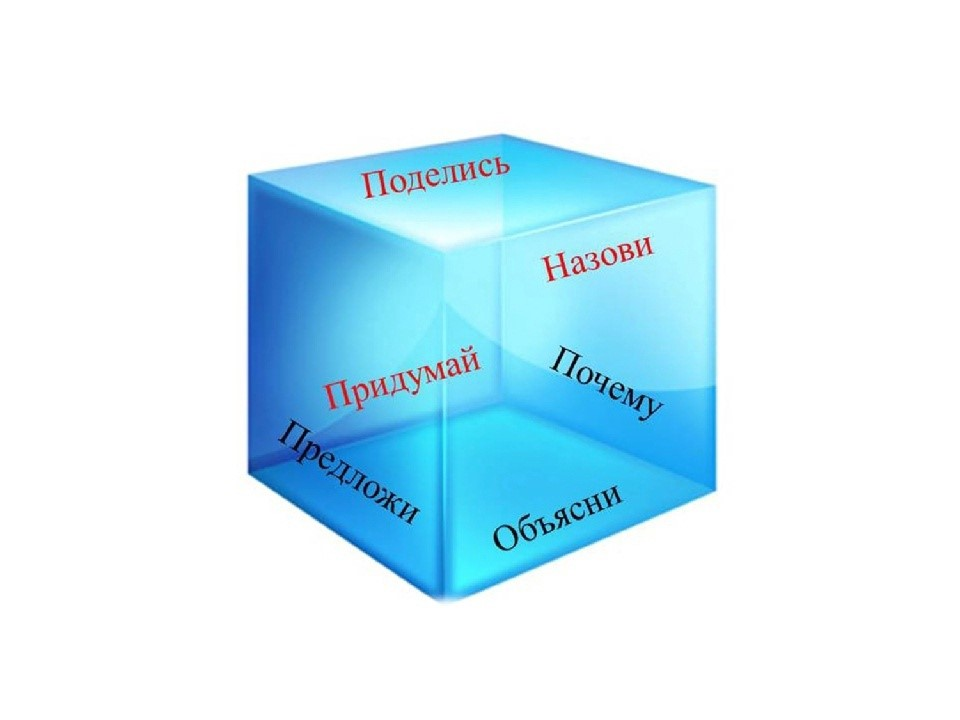 Поделись
Назови
Придумай
Почему
Предложи
Объясни